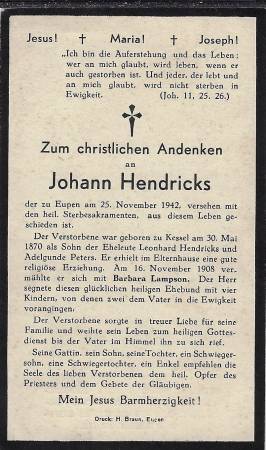 Jesus! † Maria! † Joseph!
„Ich bin die Auferstehung und das Leben;
wer an mich glaubt, wird leben, wenn er
auch gestorben ist. Und jeder, der lebt und
an mich glaubt, wird nicht sterben in
Ewigkeit. (Joh. 11, 25. 26.)
Zum christlichen Andenken
an
Johann Hendricks
der zu Eupen am 25. November 1942, versehen mit
den heil. Sterbesakramenten, aus diesem Leben ge-
schieden ist.
Der Verstorbene war geboren zu Kessel am 30. Mai
1870 als Sohn der Eheleute Leonhard Hendricks und
Adelgunde Peters. Er erhielt im Elternhause eine gute
religiöse Erziehung. Am 16. November 1908 ver-
mählte er sich mit Barbara Lampson. Der Herr
segnete diesen glücklichen Ehebund mit vier
Kindern, von denen zwei dem Vater in die Ewigkeit
vorangingen.
Der Verstorbene sorgte in treuer Liebe für seine
Familie und weihte sein Leben zum heiligen Gottes-
dienst bis der Vater im Himmel ihn zu sich rief.
Seine Gattin, sein Sohn, seine Tochter, ein Schwieger-
sohn, eine Schwiegertochter, ein Enkel empfehlen die
Seele des lieben Verstorbenen dem heil. Opfer des
Priesters und dem Gebete der Gläubigen.
Mein Jesus Barmherzigkeit!
Druck: H. Braun, Eupen